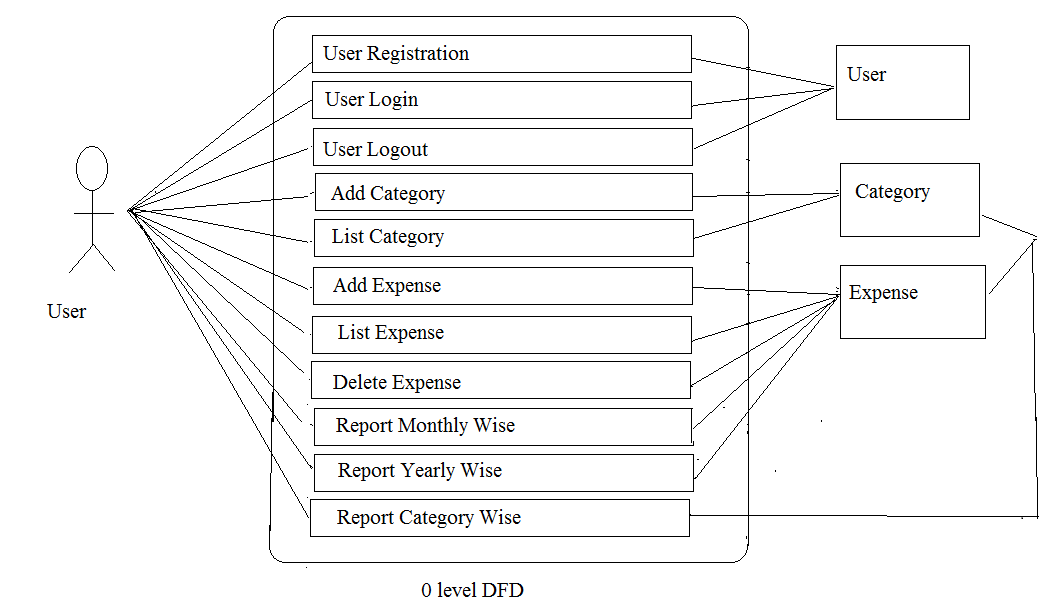 User Registration
User Login
User Logout
Add Category
List Category
Add Expense
List Expense
Delete Expense
Report Monthly Wise
Report Yearly Wise
Report Category Wise
User
User
Category
Expense
0 level DFD